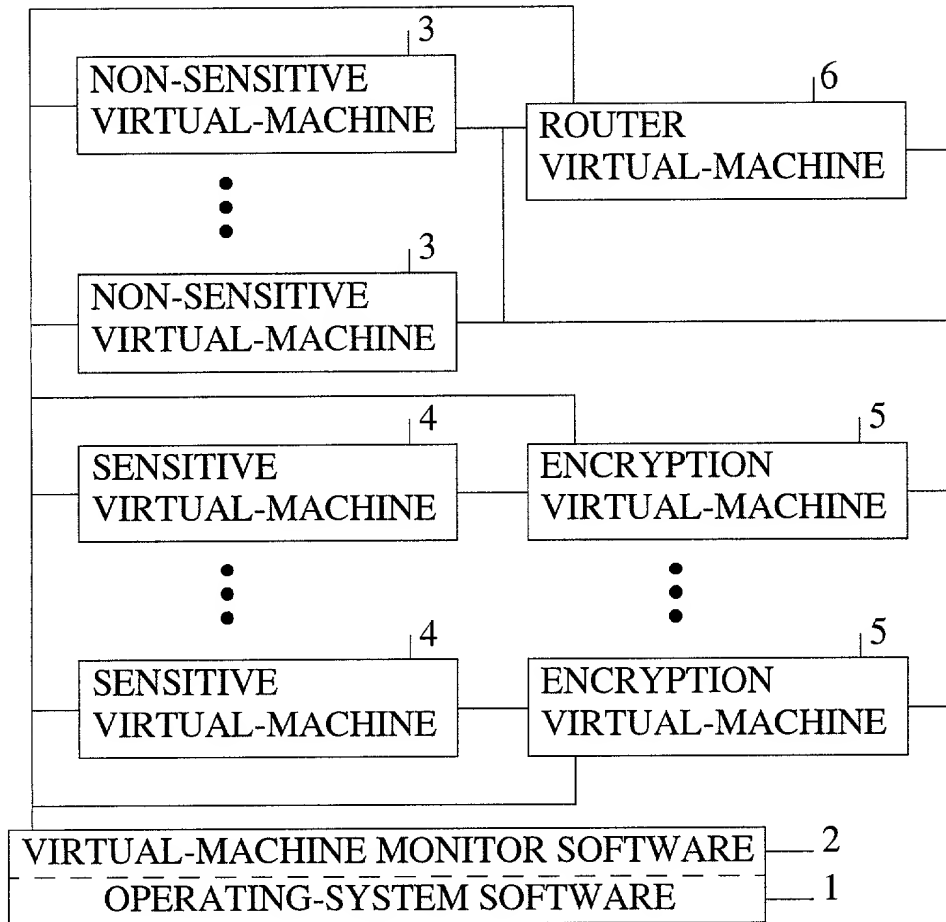 3
NON-SENSITIVE
VIRTUAL-MACHINE
6
ROUTER
VIRTUAL-MACHINE
3
NON-SENSITIVE
VIRTUAL-MACHINE
4
SENSITIVE
VIRTUAL-MACHINE
5
ENCRYPTION
VIRTUAL-MACHINE
4
SENSITIVE
VIRTUAL-MACHINE
5
ENCRYPTION
VIRTUAL-MACHINE
VIRTUAL-MACHINE MONITOR SOFTWARE
2
OPERATING-SYSTEM SOFTWARE
1